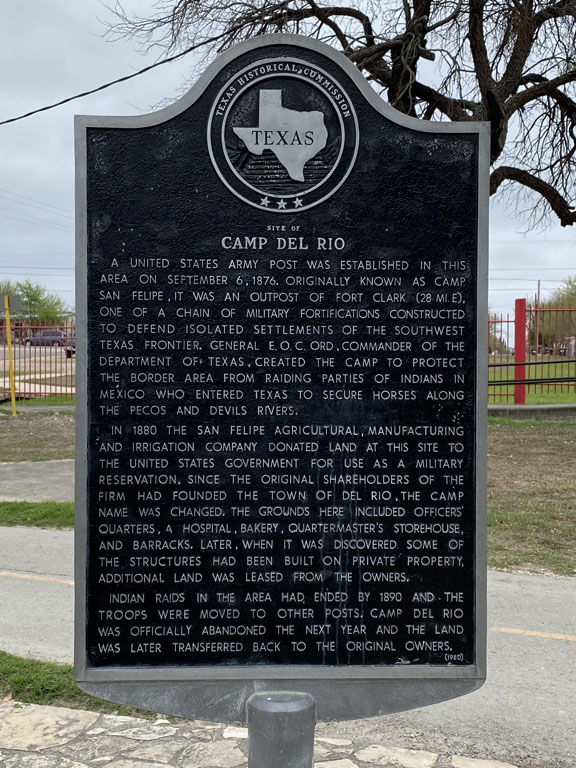 TEXAS HISTORICAL COMMISSION
TEXAS
SITE OF
CAMP DEL RIO
A UNITED STATES ARMY POST WAS ESTABLISHED IN THIS
AREA ON SEPTEMBER 6, 1876. ORIGINALLY KNOWN AS CAMP
SAN FELIPE, IT WAS AN OUTPOST OF FORT CLARK (28 MI. E),
ONE OF A CHAIN OF MILITARY FORTIFICATIONS CONSTRUCTED
TO DEFEND ISOLATED SETTLEMENTS OF THE SOUTHWEST
TEXAS FRONTIER. GENERAL E. O. C. ORD, COMMANDER OF THE
DEPARTMENT OF TEXAS, CREATED THE CAMP TO PROTECT
THE BORDER AREA FROM RAIDING PARTIES OF INDIANS IN
MEXICO WHO ENTERED TEXAS TO SECURE HORSES ALONG
THE PECOS AND DEVILS RIVERS.
IN 1880 THE SAN FELIPE AGRICULTURAL, MANUFACTURING
AND IRRIGATION COMPANY DONATED LAND AT THIS SITE TO
THE UNITED STATES GOVERNMENT FOR USE AS A MILITARY
RESERVATION. SINCE THE ORIGINAL SHAREHOLDERS OF THE
FIRM HAD FOUNDED THE TOWN OF DEL RIO, THE CAMP
NAME WAS CHANGED. THE GROUNDS HERE INCLUDED OFFICERS'
QUARTERS, A HOSPITAL, BAKERY, QUARTERMASTER'S STOREHOUSE,
AND BARRACKS. LATER, WHEN IT WAS DISCOVERED SOME OF
THE STRUCTURES HAD BEEN BUILT ON PRIVATE PROPERTY,
ADDITIONAL LAND WAS LEASED FROM THE OWNERS.
INDIAN RAIDS IN THE AREA HAD ENDED BY 1890 AND THE
TROOPS WERE MOVED TO OTHER POSTS. CAMP DEL RIO
WAS OFFICIALLY ABANDONED THE NEXT YEAR AND THE LAND
WAS LATER TRANSFERRED BACK TO THE ORIGINAL OWNERS.
(1980)